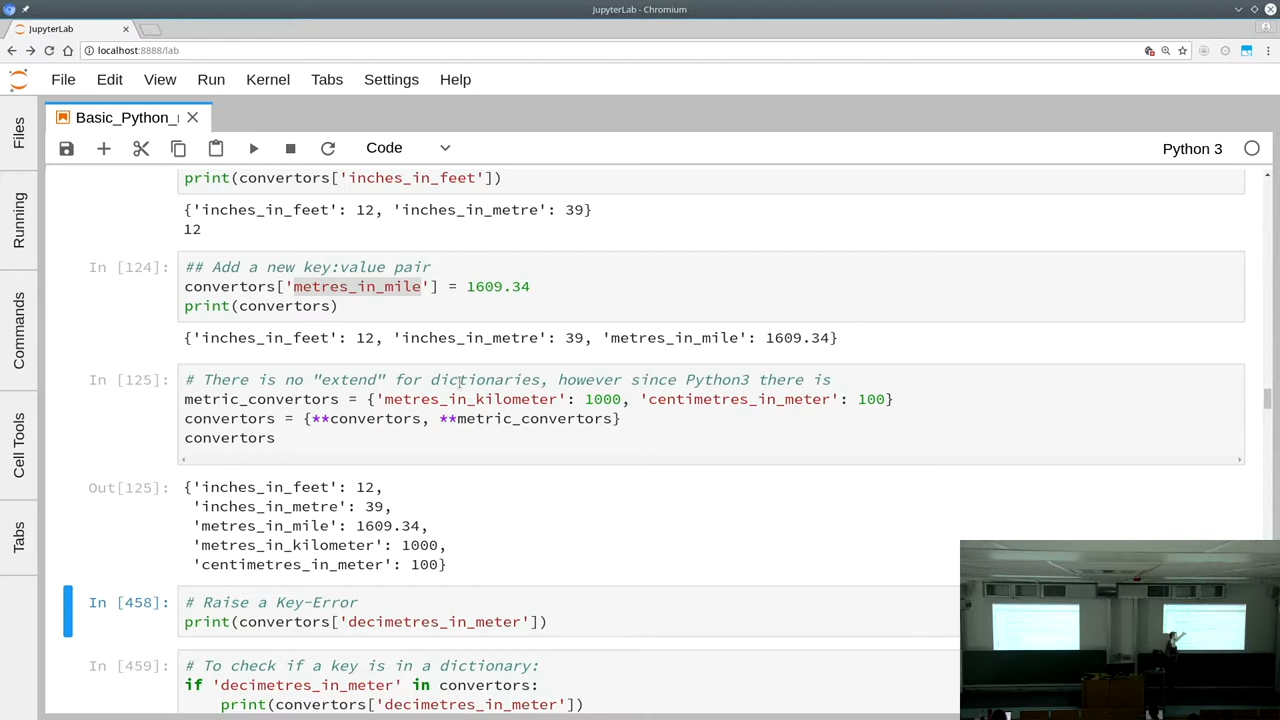 JupyterLab - Chromium
JupyterLab
localhost:8888/lab
File Edit View Run Kernel Tabs Settings Help
Basic_Python_
Code
Python 3
Files
Running
Commands
Cell Tools
Tabs
print(convertors['inches_in_feet'])
{'inches_in_feet': 12, 'inches_in_metre': 39}
12
In [124]:
## Add a new key:value pair
convertors['metres_in_mile'] = 1609.34
print(convertors)
{'inches_in_feet': 12, 'inches_in_metre': 39, 'metres_in_mile': 1609.34}
In [125]:
# There is no "extend" for dictionaries, however since Python3 there is
metric_convertors = {'metres_in_kilometer': 1000, 'centimetres_in_meter': 100}
convertors = {**convertors, **metric_convertors}
convertors
Out[125]:
{'inches_in_feet': 12,
'inches_in_metre': 39,
'metres_in_mile': 1609.34,
'metres_in_kilometer': 1000,
'centimetres_in_meter': 100}
In [458]:
# Raise a Key-Error
print(convertors['decimetres_in_meter'])
In [459]:
# To check if a key is in a dictionary:
if 'decimetres_in_meter' in convertors:
print(convertors['decimetres_in_meter'])